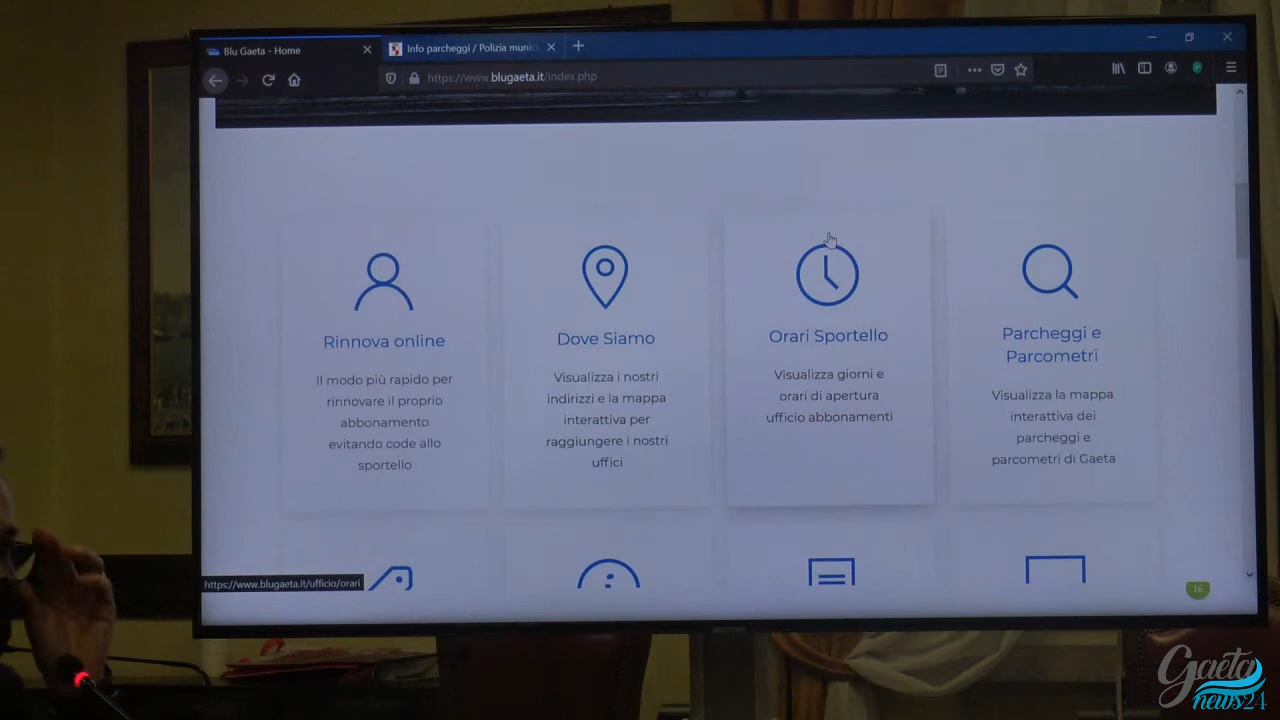 Blu Gaeta - Home
Info parcheggi / Polizia munic
https://www.blugaeta.it/index.php
Rinnova online
Il modo più rapido per
rinnovare il proprio
abbonamento
evitando code allo
sportello
Dove Siamo
Visualizza i nostri
indirizzi e la mappa
interattiva per
raggiungere i nostri
uffici
Orari Sportello
Visualizza giorni e
orari di apertura
ufficio abbonamenti
Parcheggi e
Parcometri
Visualizza la mappa
interattiva dei
parcheggi e
parcometri di Gaeta
https://www.blugaeta.it/ufficio/orari
16
Gaeta
news24